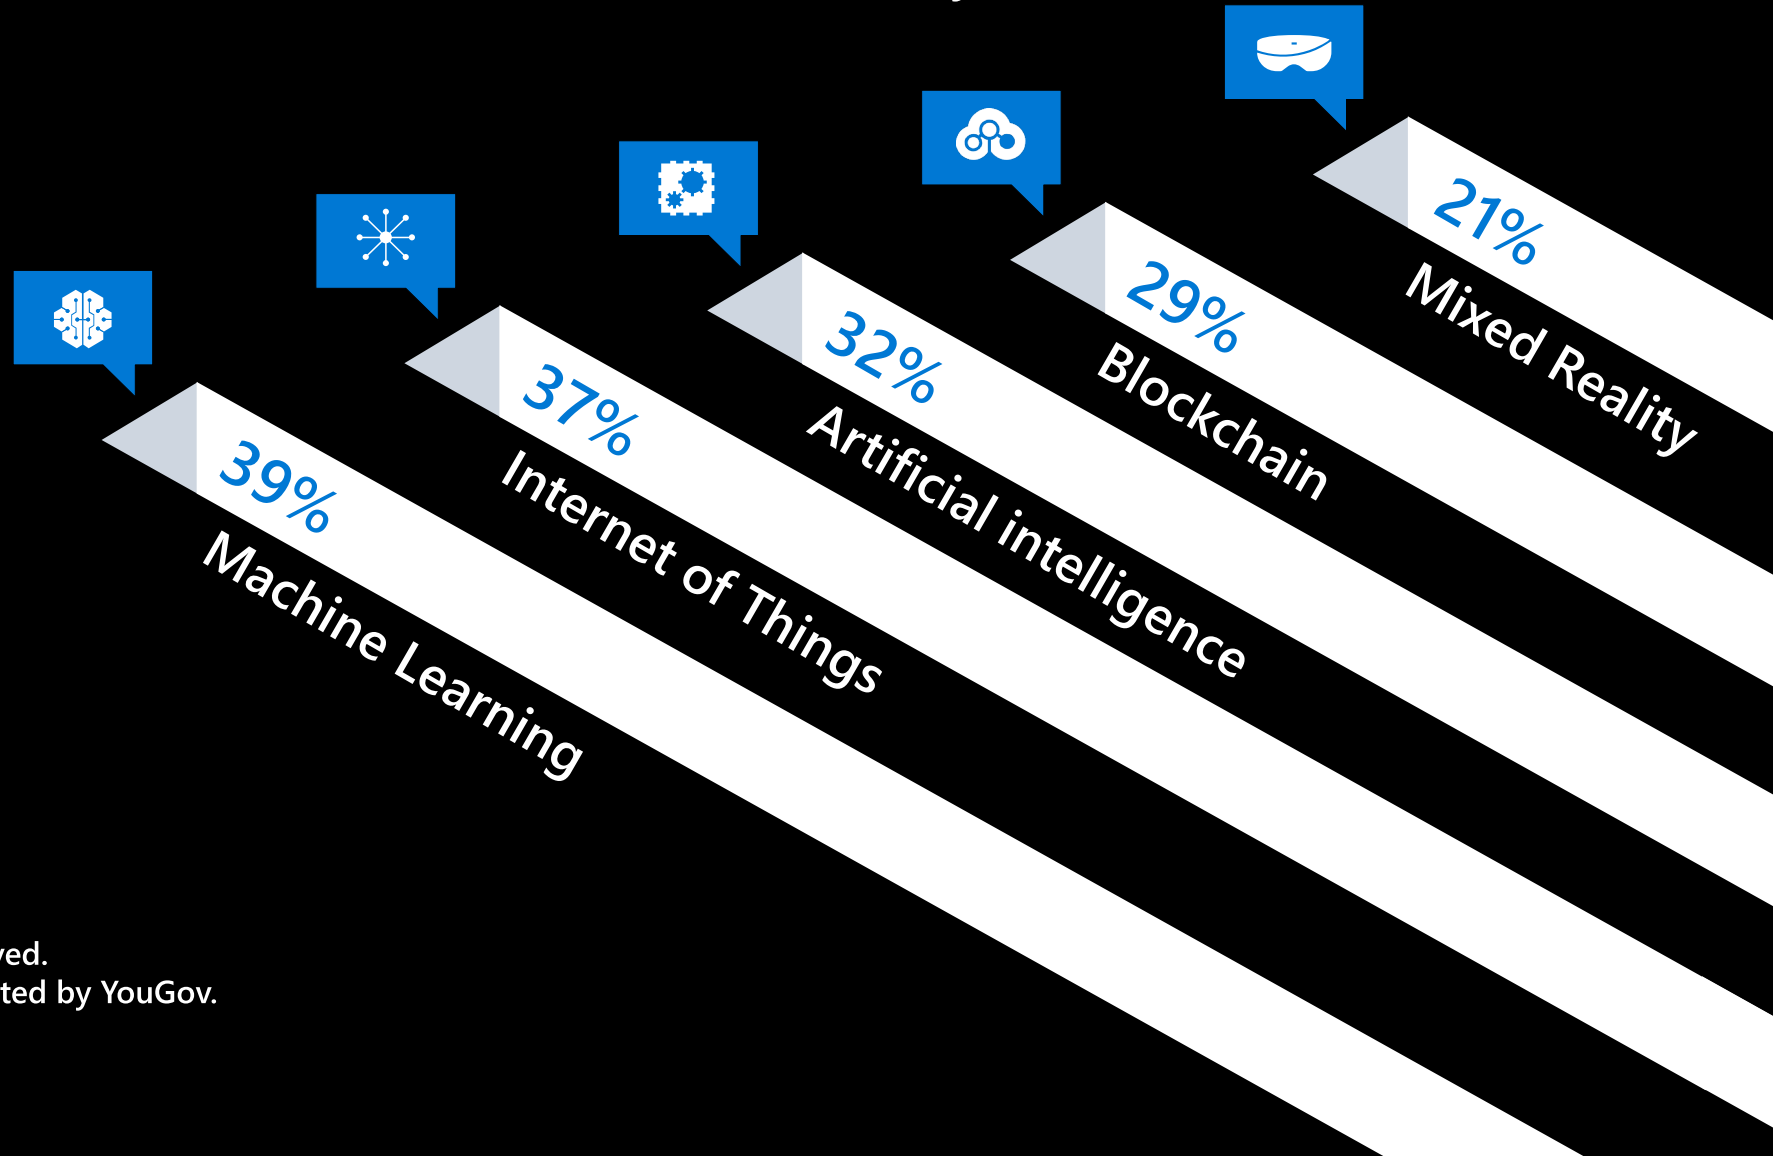 39%
Machine Learning
37%
Internet of Things
32%
Artificial intelligence
29%
Blockchain
21%
Mixed Reality
ved.
ted by YouGov.